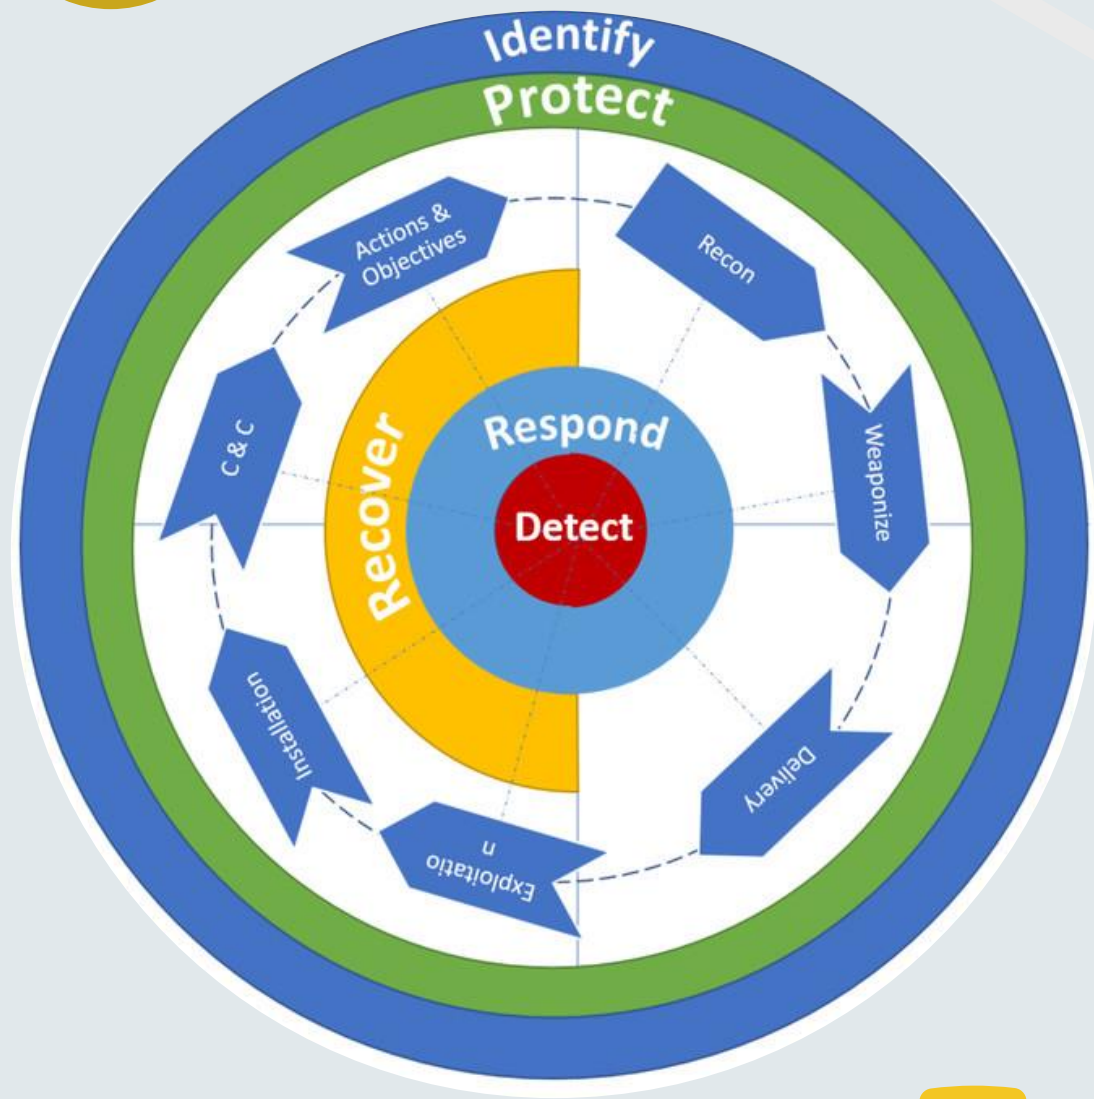 Identify
Protect
Actions &
Objectives
Recon
C & C
Weaponize
Respond
Recover
Detect
Installation
Delivery
Exploitatio
n